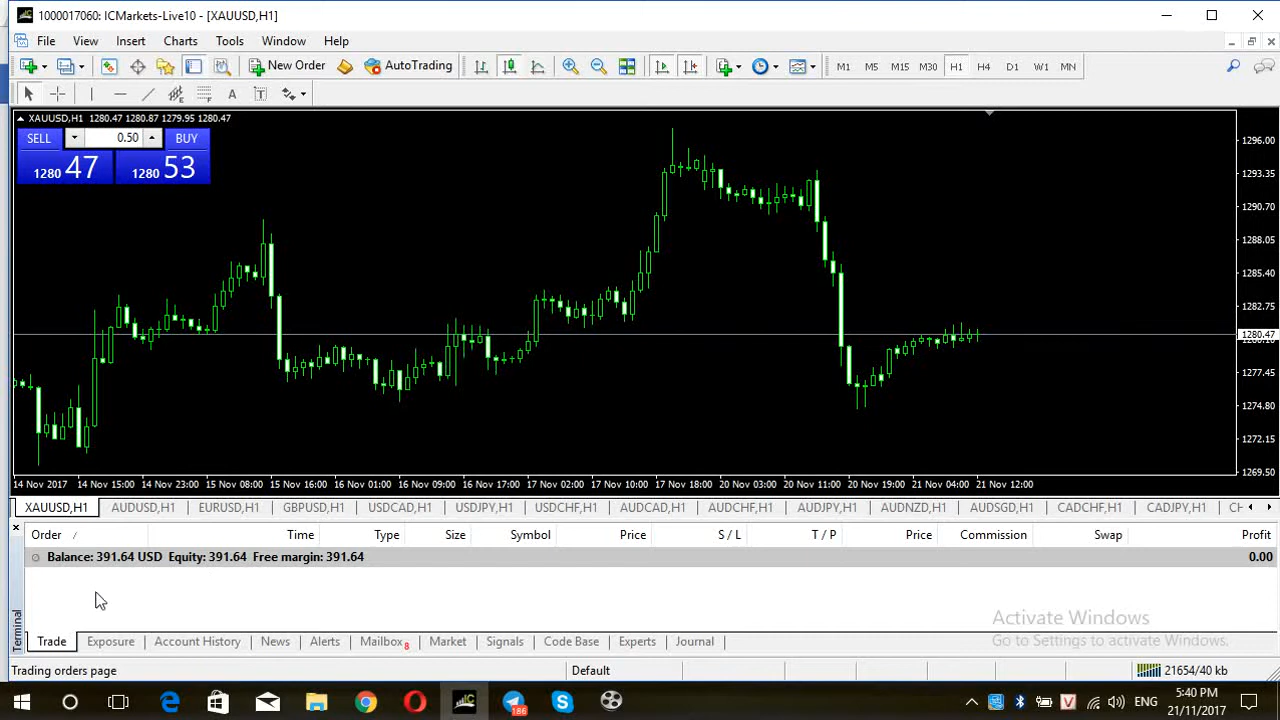 1000017060: ICMarkets-Live10 - [XAUUSD,H1]
File View Insert Charts Tools Window Help
New Order AutoTrading M1 M5 M15 M30 H1 H4 D1 W1 MN
A T
XAUUSD,H1 1280.47 1280.87 1279.95 1280.47
SELL 0.50 BUY
1280 47 1280 53
1296.00
1293.35
1290.70
1288.05
1285.40
1282.75
1280.47
1277.45
1274.80
1272.15
1269.50
14 Nov 2017 14 Nov 15:00 14 Nov 23:00 15 Nov 08:00 15 Nov 16:00 16 Nov 01:00 16 Nov 09:00 16 Nov 17:00 17 Nov 02:00 17 Nov 10:00 17 Nov 18:00 20 Nov 03:00 20 Nov 11:00 20 Nov 19:00 21 Nov 04:00 21 Nov 12:00
XAUUSD,H1 AUDUSD,H1 EURUSD,H1 GBPUSD,H1 USDCAD,H1 USDJPY,H1 USDCHF,H1 AUDCAD,H1 AUDCHF,H1 AUDJPY,H1 AUDNZD,H1 AUDSGD,H1 CADCHF,H1 CADJPY,H1 CH
Order / Time Type Size Symbol Price S / L T / P Price Commission Swap Profit
Balance: 391.64 USD Equity: 391.64 Free margin: 391.64 0.00
Activate Windows
Go to Settings to activate Windows.
Terminal
Trade Exposure Account History News Alerts Mailbox 8 Market Signals Code Base Experts Journal
Trading orders page Default 21654/40 kb
186 ENG 5:40 PM
21/11/2017